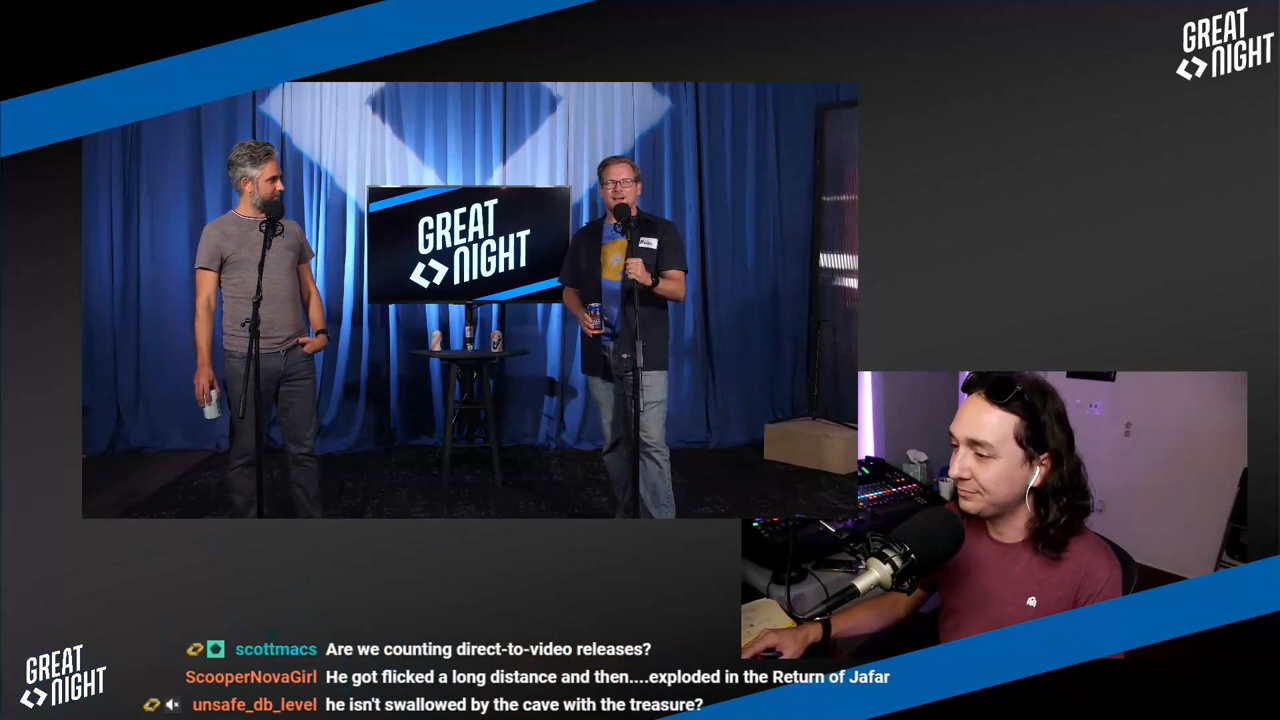 GREAT
NIGHT
GREAT
NIGHT
GREAT
NIGHT
scottmacs Are we counting direct-to-video releases?
ScooperNovaGirl He got flicked a long distance and then....exploded in the Return of Jafar
unsafe_db_level he isn't swallowed by the cave with the treasure?